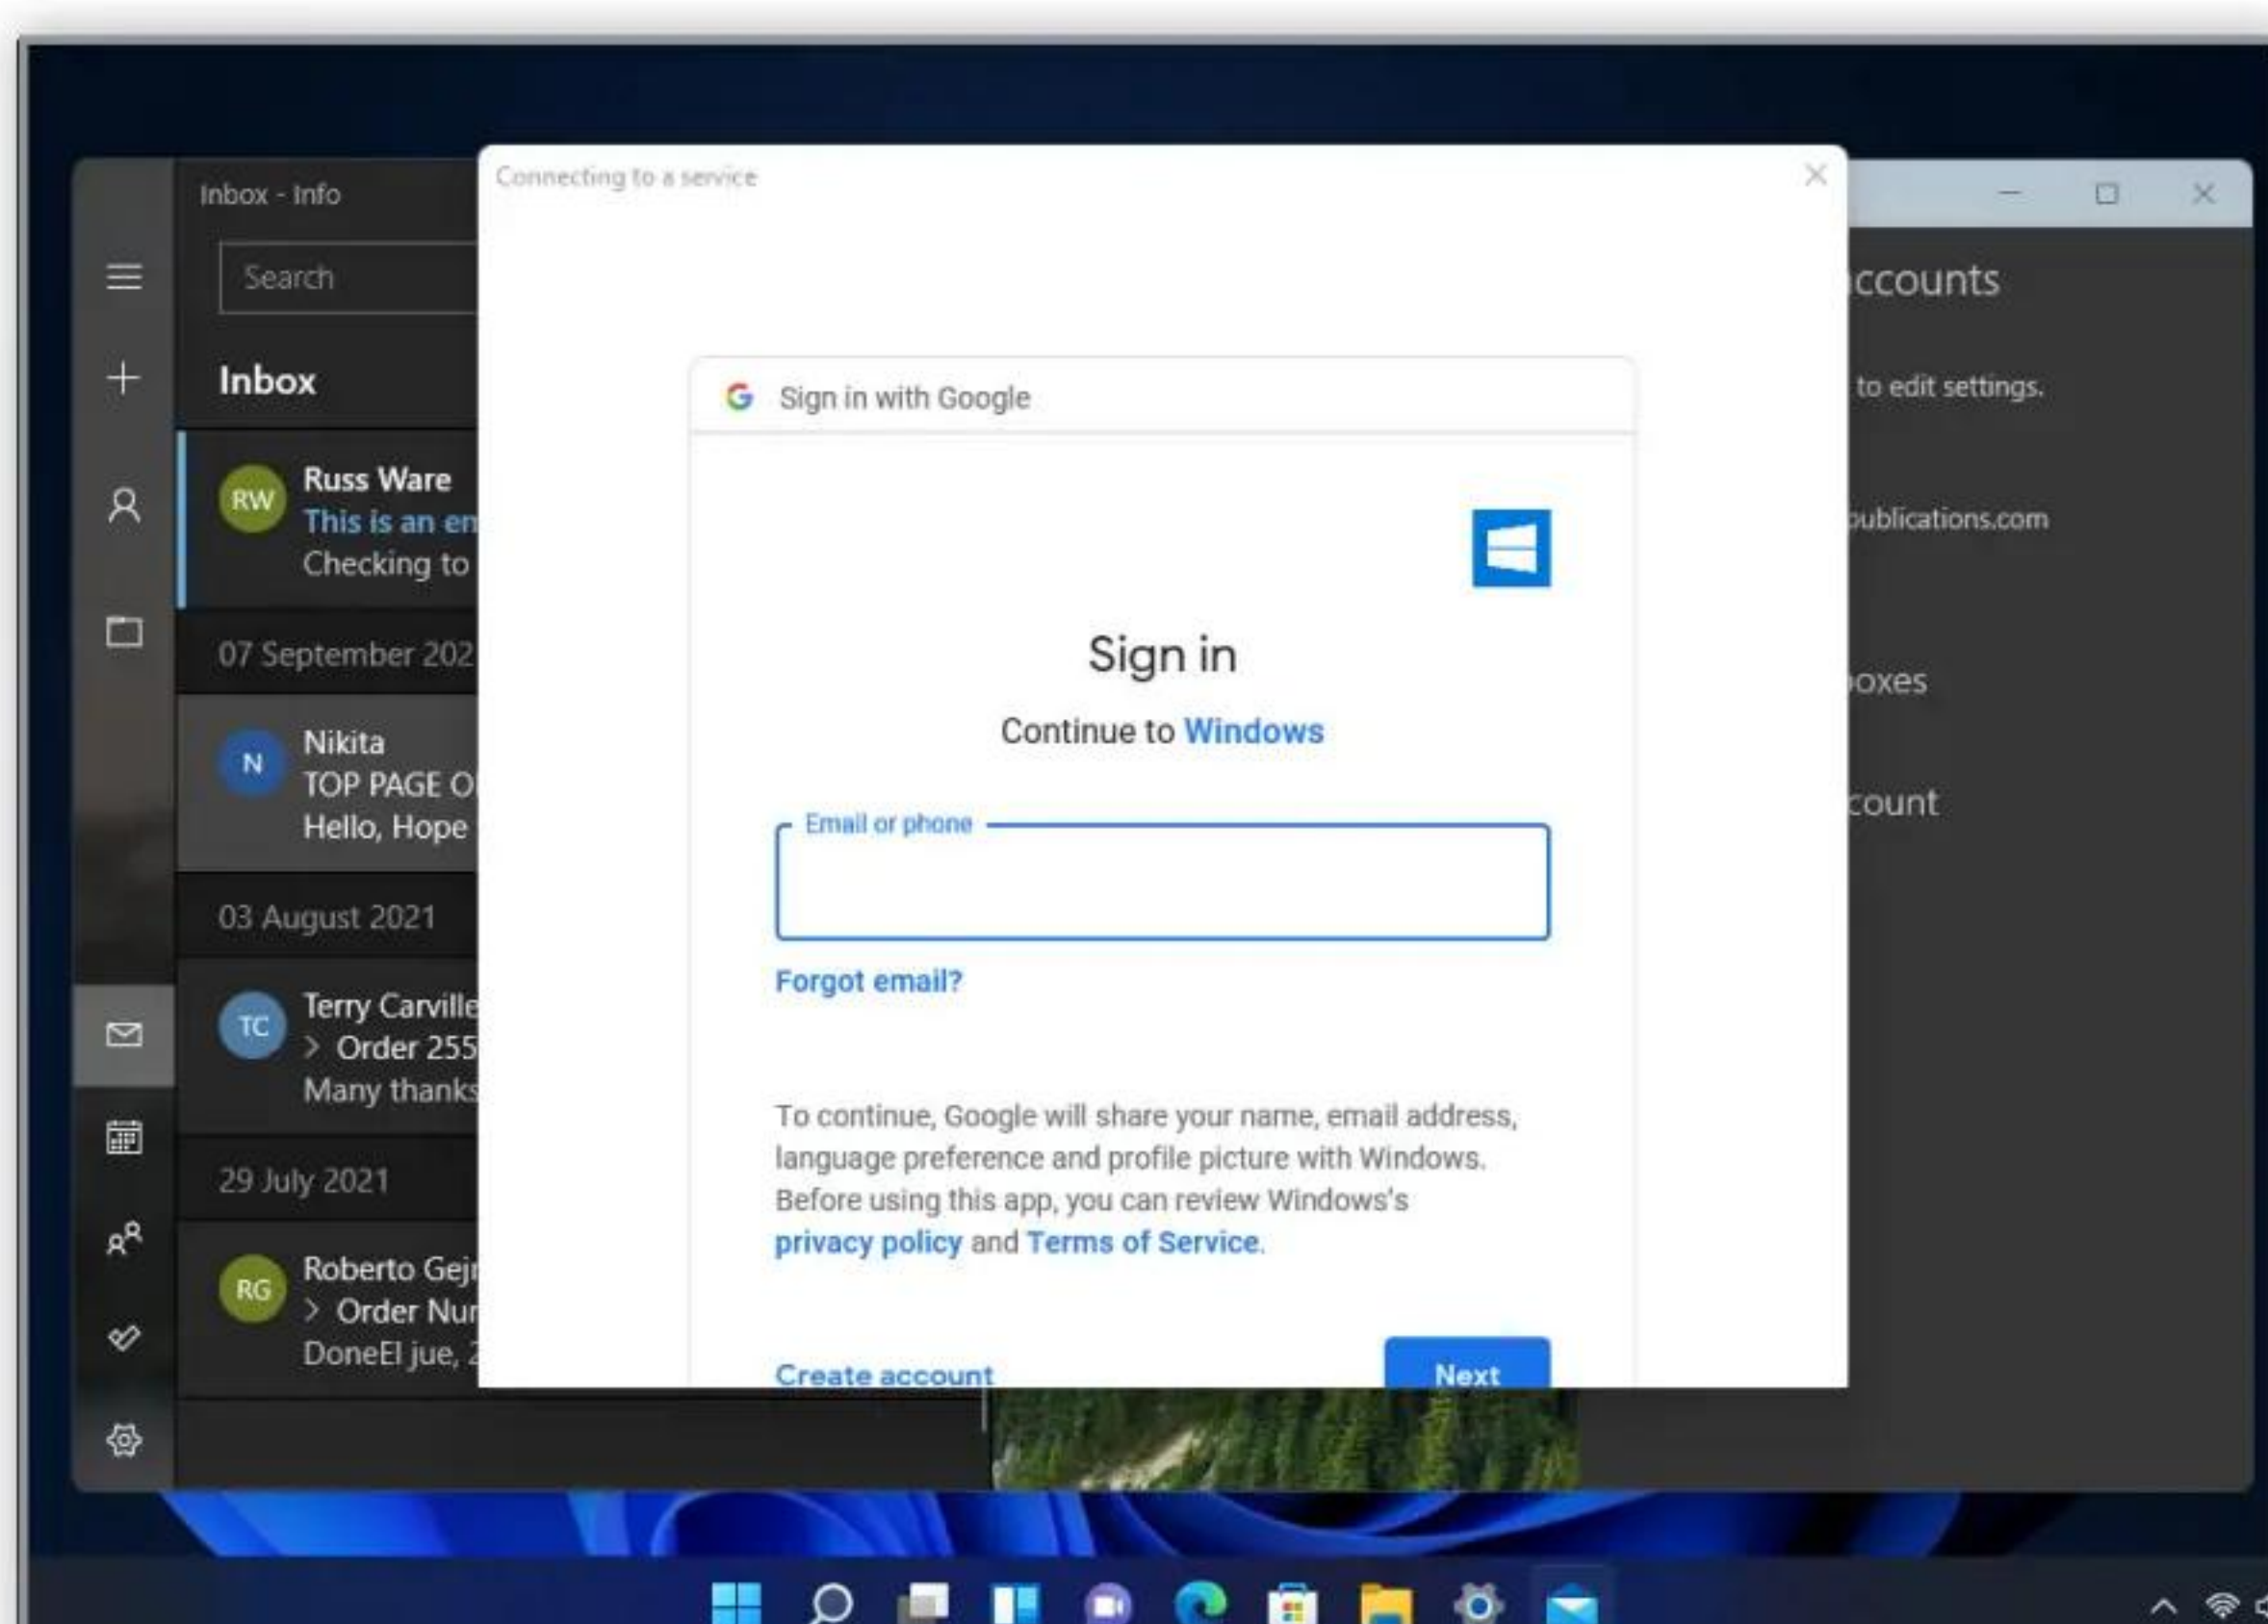 Inbox - Info
Search
Inbox
RW
Russ Ware
This is an
Checking to
07 September
N
Nikita
TOP PAGE
Hello, Hope
03 August 2021
TC
Terry Carville
> Order 255
Many thanks
29 July 2021
RG
Roberto
> Order
DoneEl jue,
Connecting to a service
Sign in with Google
Sign in
Continue to Windows
Email or phone
Forgot email?
To continue, Google will share your name, email address,
language preference and profile picture with Windows.
Before using this app, you can review Windows's
privacy policy and Terms of Service.
Create account
Next
ccounts
to edit settings.
publications.com
oxes
count